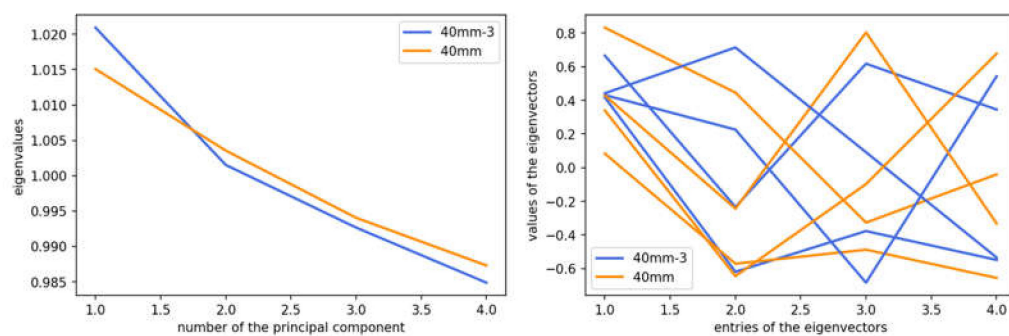 1.020
1.015
1.010
1.005
1.000
0.995
0.990
0.985
eigenvalues
40mm-3
40mm
1.0 1.5 2.0 2.5 3.0 3.5 4.0
number of the principal component
0.8
0.6
0.4
0.2
0.0
−0.2
−0.4
−0.6
values of the eigenvectors
40mm-3
40mm
1.0 1.5 2.0 2.5 3.0 3.5 4.0
entries of the eigenvectors